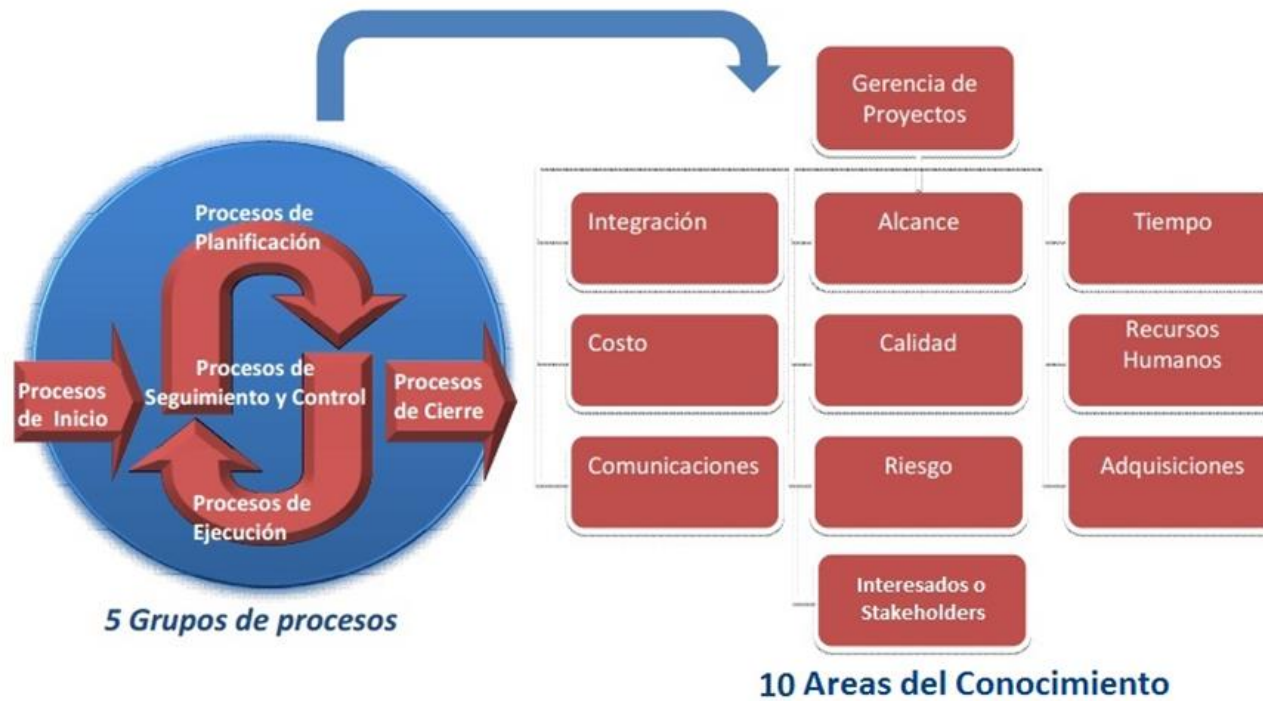 Procesos de
Planificación
Procesos
de Inicio
Procesos de
Seguimiento y Control
Procesos
de Cierre
Procesos de
Ejecución
5 Grupos de procesos
Gerencia de
Proyectos
Integración
Alcance
Tiempo
Costo
Calidad
Recursos
Humanos
Comunicaciones
Riesgo
Adquisiciones
Interesados o
Stakeholders
10 Areas del Conocimiento